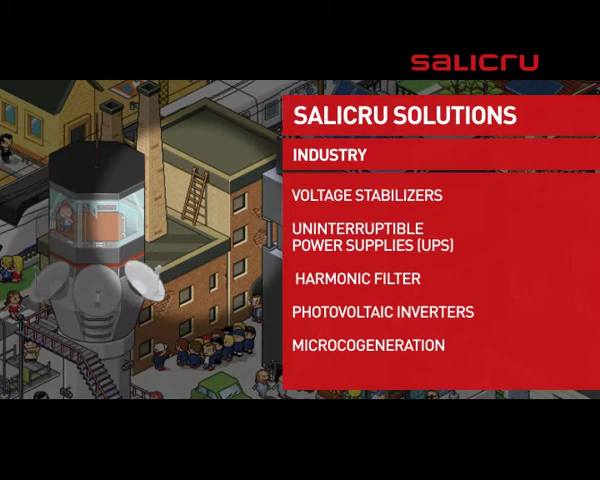 SALICRU
SALICRU SOLUTIONS
INDUSTRY
VOLTAGE STABILIZERS
UNINTERRUPTIBLE
POWER SUPPLIES (UPS)
HARMONIC FILTER
PHOTOVOLTAIC INVERTERS
MICROCOGENERATION